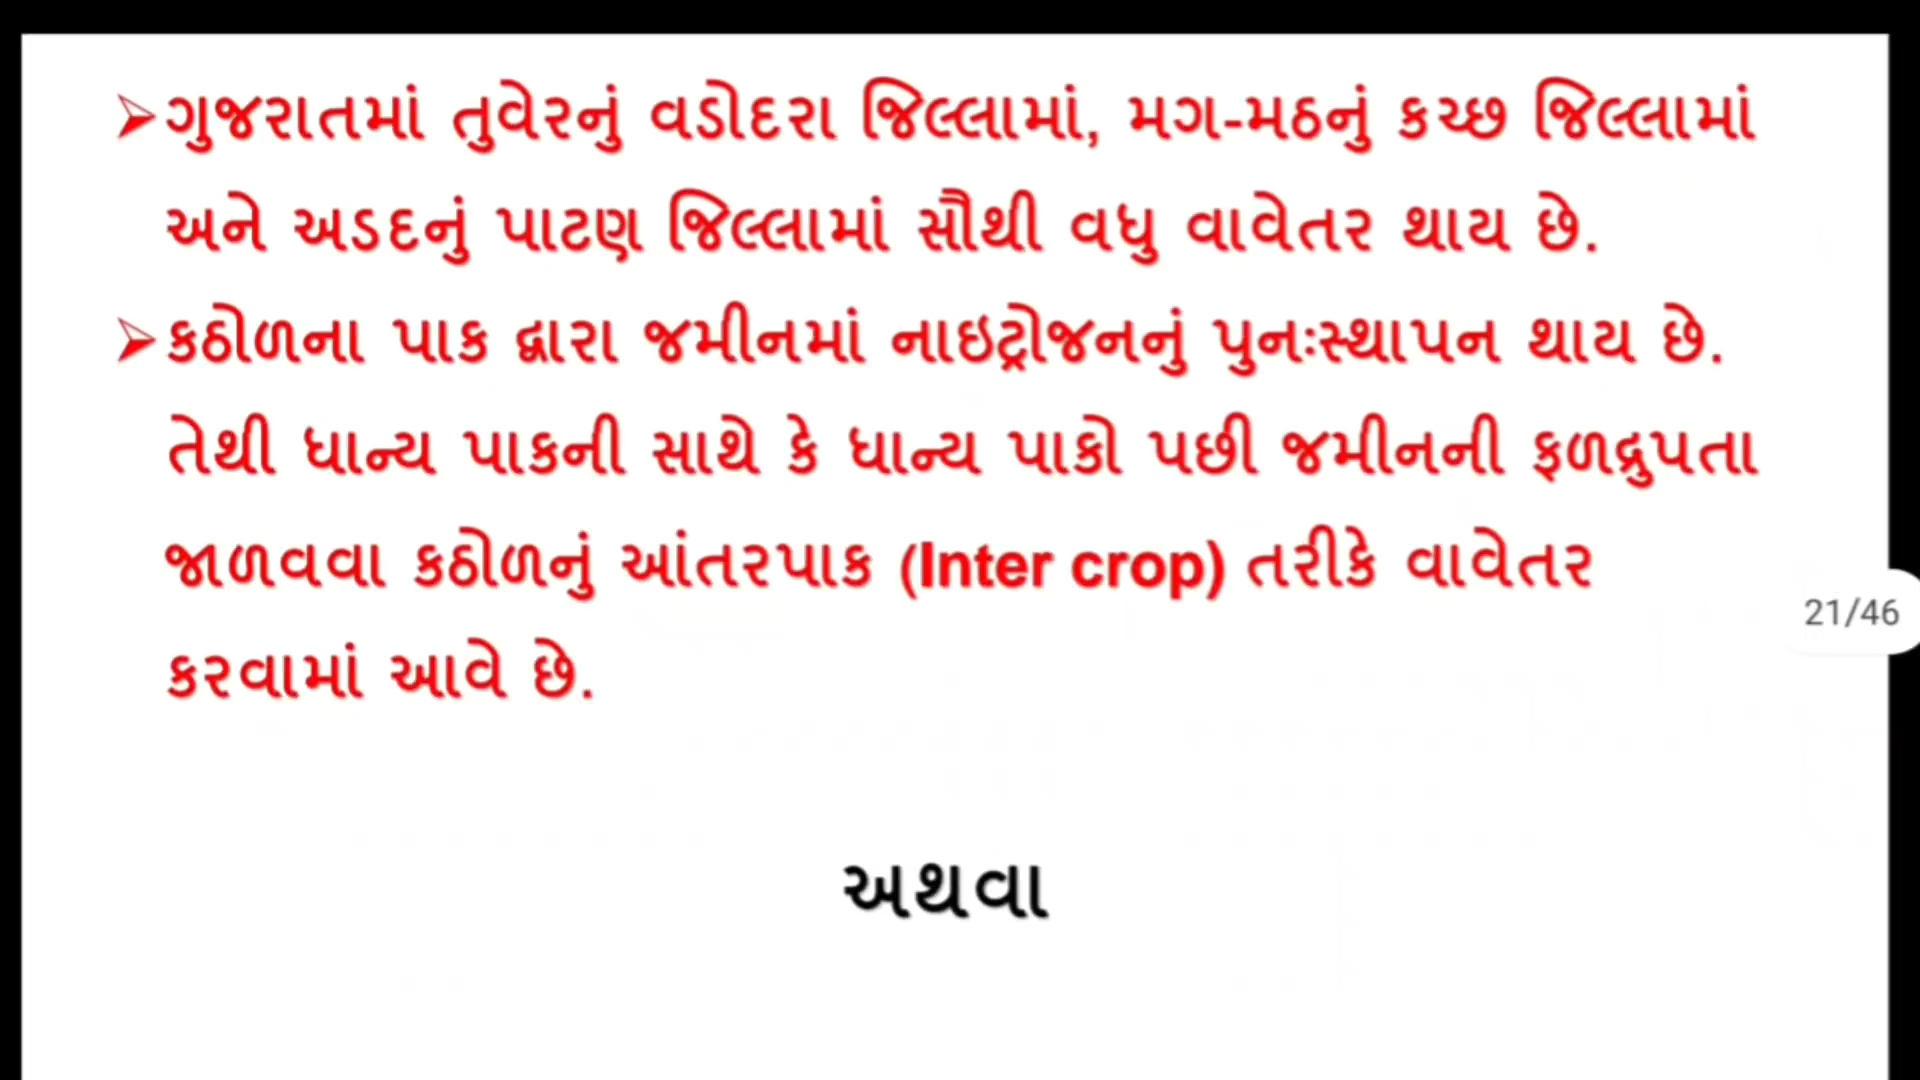 ➢ગુજરાતમાં તુવેરનું વડોદરા જિલ્લામાં, મગ-મઠનું કચ્છ જિલ્લામાં
અને અડદનું પાટણ જિલ્લામાં સૌથી વધુ વાવેતર થાય છે.
➢કઠોળના પાક દ્વારા જમીનમાં નાઇટ્રોજનનું પુનઃસ્થાપન થાય છે.
તેથી ધાન્ય પાકની સાથે કે ધાન્ય પાકો પછી જમીનની ફળદ્રુપતા
જાળવવા કઠોળનું આંતરપાક (Inter crop) તરીકે વાવેતર
21/46
કરવામાં આવે છે.
અથવા